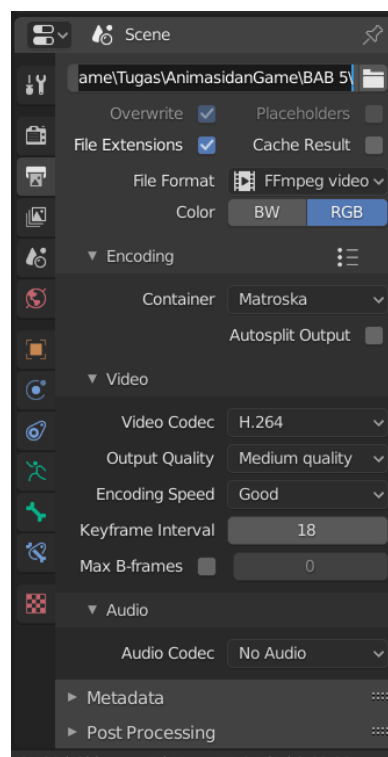 Scene
ame\Tugas\AnimasidanGame\BAB 5\
Overwrite Placeholders
File Extensions Cache Result
File Format FFmpeg video
Color BW RGB
Encoding
Container Matroska
Autosplit Output
Video
Video Codec H.264
Output Quality Medium quality
Encoding Speed Good
Keyframe Interval 18
Max B-frames 0
Audio
Audio Codec No Audio
Metadata
Post Processing